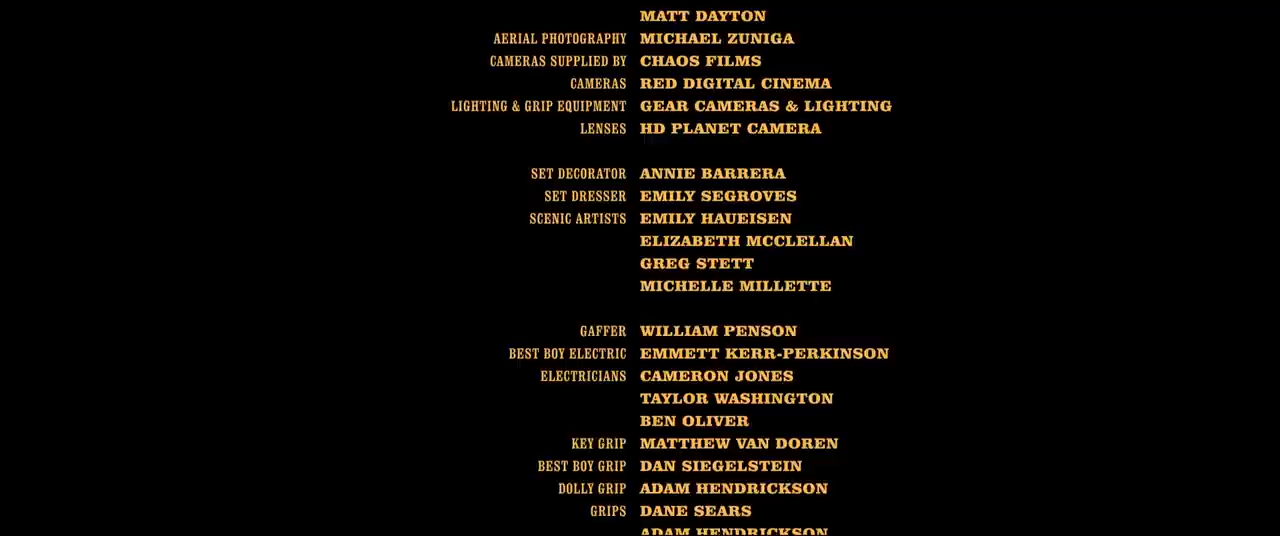 MATT DAYTON
AERIAL PHOTOGRAPHY MICHAEL ZUNIGA
CAMERAS SUPPLIED BY CHAOS FILMS
CAMERAS RED DIGITAL CINEMA
LIGHTING & GRIP EQUIPMENT GEAR CAMERAS & LIGHTING
LENSES HD PLANET CAMERA
SET DECORATOR ANNIE BARRERA
SET DRESSER EMILY SEGROVES
SCENIC ARTISTS EMILY HAUEISEN
ELIZABETH MCCLELLAN
GREG STETT
MICHELLE MILLETTE
GAFFER WILLIAM PENSON
BEST BOY ELECTRIC EMMETT KERR-PERKINSON
ELECTRICIANS CAMERON JONES
TAYLOR WASHINGTON
BEN OLIVER
KEY GRIP MATTHEW VAN DOREN
BEST BOY GRIP DAN SIEGELSTEIN
DOLLY GRIP ADAM HENDRICKSON
GRIPS DANE SEARS
ADAM HENDRICKSON